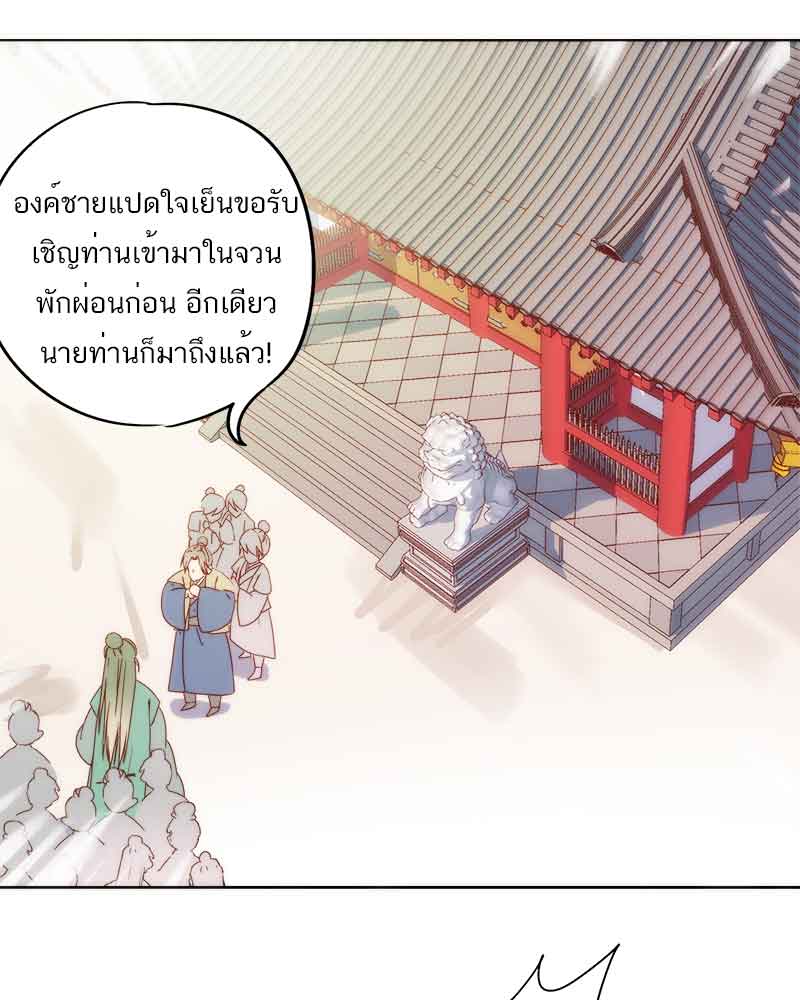 องค์ชายแปดใจเย็นขอรับ
เชิญท่านเข้ามาในจวน
พักผ่อนก่อน อีกเดียว
นายท่านก็มาถึงแล้ว!